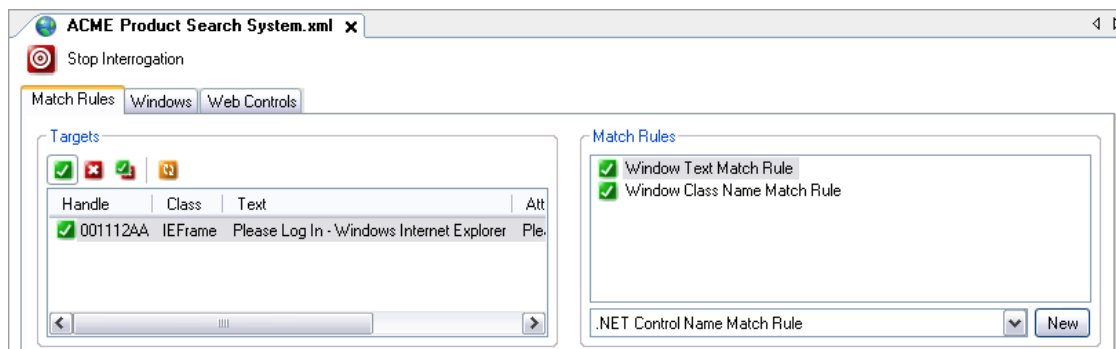 ACME Product Search System.xml
Stop Interrogation
Match Rules Windows Web Controls
Targets
Handle Class Text Att
001112AA IEFrame Please Log In - Windows Internet Explorer Ple
Match Rules
Window Text Match Rule
Window Class Name Match Rule
.NET Control Name Match Rule New